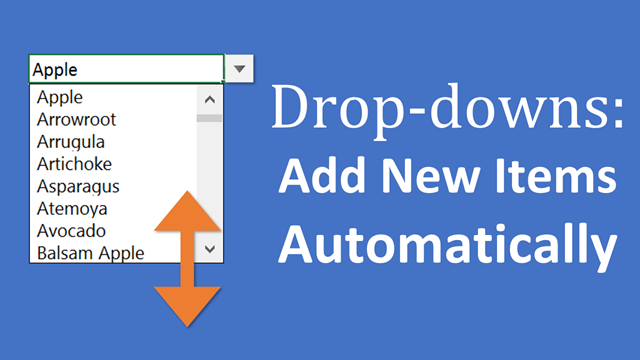 Apple
Apple
Arrowroot
Arrugula
Artichoke
Asparagus
Atemoya
Avocado
Balsam Apple
Drop-downs:
Add New Items
Automatically